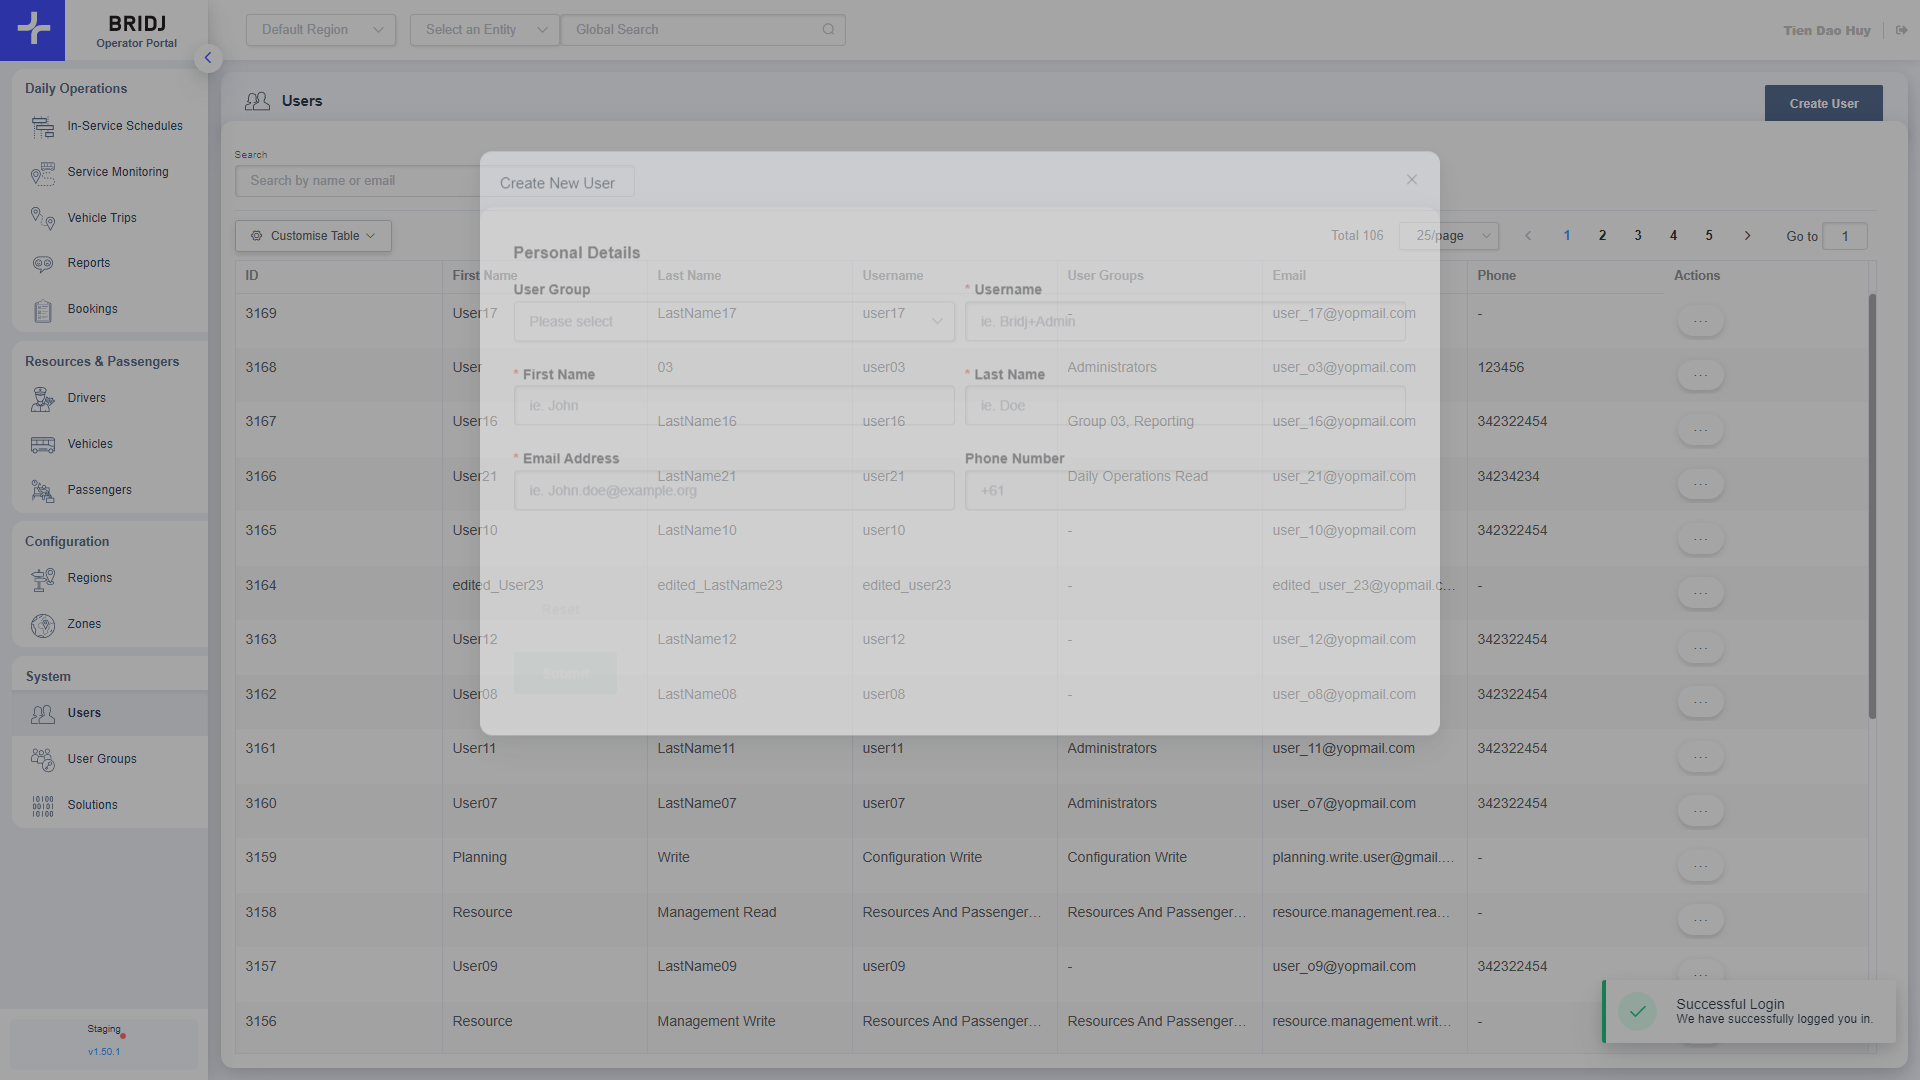 BRIDJ
Operator Portal
Default Region
Select an Entity
Global Search
Tien Dao Huy
Daily Operations
In-Service Schedules
Service Monitoring
Vehicle Trips
Reports
Bookings
Resources & Passengers
Drivers
Vehicles
Passengers
Configuration
Regions
Zones
System
Users
User Groups
Solutions
Staging
v1.50.1
Users
Create User
Search
Search by name or email
Customise Table
Total 106
25/page
1 2 3 4 5
Go to 1
Create New User
Personal Details
User Group
Please select
* Username
ie. Bridj+Admin
* First Name
ie. John
* Last Name
ie. Doe
* Email Address
ie. John.doe@example.org
Phone Number
+61
Reset
Submit
ID First Name Last Name Username User Groups Email Phone Actions
3169 User17 LastName17 user17 - user_17@yopmail.com - ...
3168 User 03 user03 Administrators user_o3@yopmail.com 123456 ...
3167 User16 LastName16 user16 Group 03, Reporting user_16@yopmail.com 342322454 ...
3166 User21 LastName21 user21 Daily Operations Read user_21@yopmail.com 34234234 ...
3165 User10 LastName10 user10 - user_10@yopmail.com 342322454 ...
3164 edited_User23 edited_LastName23 edited_user23 - edited_user_23@yopmail.c... - ...
3163 User12 LastName12 user12 - user_12@yopmail.com 342322454 ...
3162 User08 LastName08 user08 - user_o8@yopmail.com 342322454 ...
3161 User11 LastName11 user11 Administrators user_11@yopmail.com 342322454 ...
3160 User07 LastName07 user07 Administrators user_o7@yopmail.com 342322454 ...
3159 Planning Write Configuration Write Configuration Write planning.write.user@gmail.... - ...
3158 Resource Management Read Resources And Passenger... Resources And Passenger... resource.management.rea... - ...
3157 User09 LastName09 user09 - user_o9@yopmail.com 342322454 ...
3156 Resource Management Write Resources And Passenger... Resources And Passenger... resource.management.writ... -
Successful Login
We have successfully logged you in.